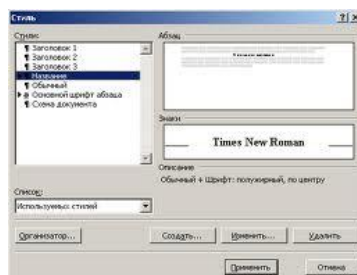 Стиль
Стили:
Заголовок 1
Заголовок 2
Заголовок 3
Название
Обычный
Основной шрифт абзаца
Схема документа
Список:
Используемых стилей
Абзац
Знаки
Times New Roman
Описание
Обычный + Шрифт: полужирный, по центру
Организатор...
Создать...
Изменить...
Удалить
Применить
Отмена